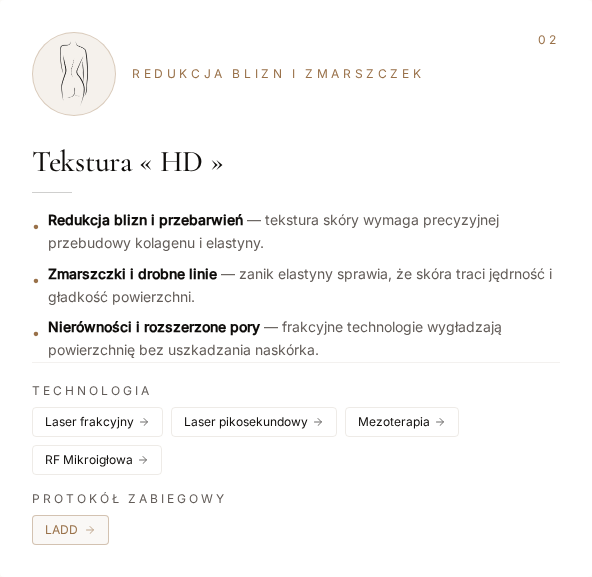 02
REDUKCJA BLIZN I ZMARSZCZEK
Tekstura « HD »
• Redukcja blizn i przebarwień — tekstura skóry wymaga precyzyjnej
przebudowy kolagenu i elastyny.
• Zmarszczki i drobne linie — zanik elastyny sprawia, że skóra traci jędrność i
gładkość powierzchni.
• Nierówności i rozszerzone pory — frakcyjne technologie wygładzają
powierzchnię bez uszkadzania naskórka.
TECHNOLOGIA
Laser frakcyjny → Laser pikosekundowy → Mezoterapia →
RF Mikroigłowa →
PROTOKÓŁ ZABIEGOWY
LADD →